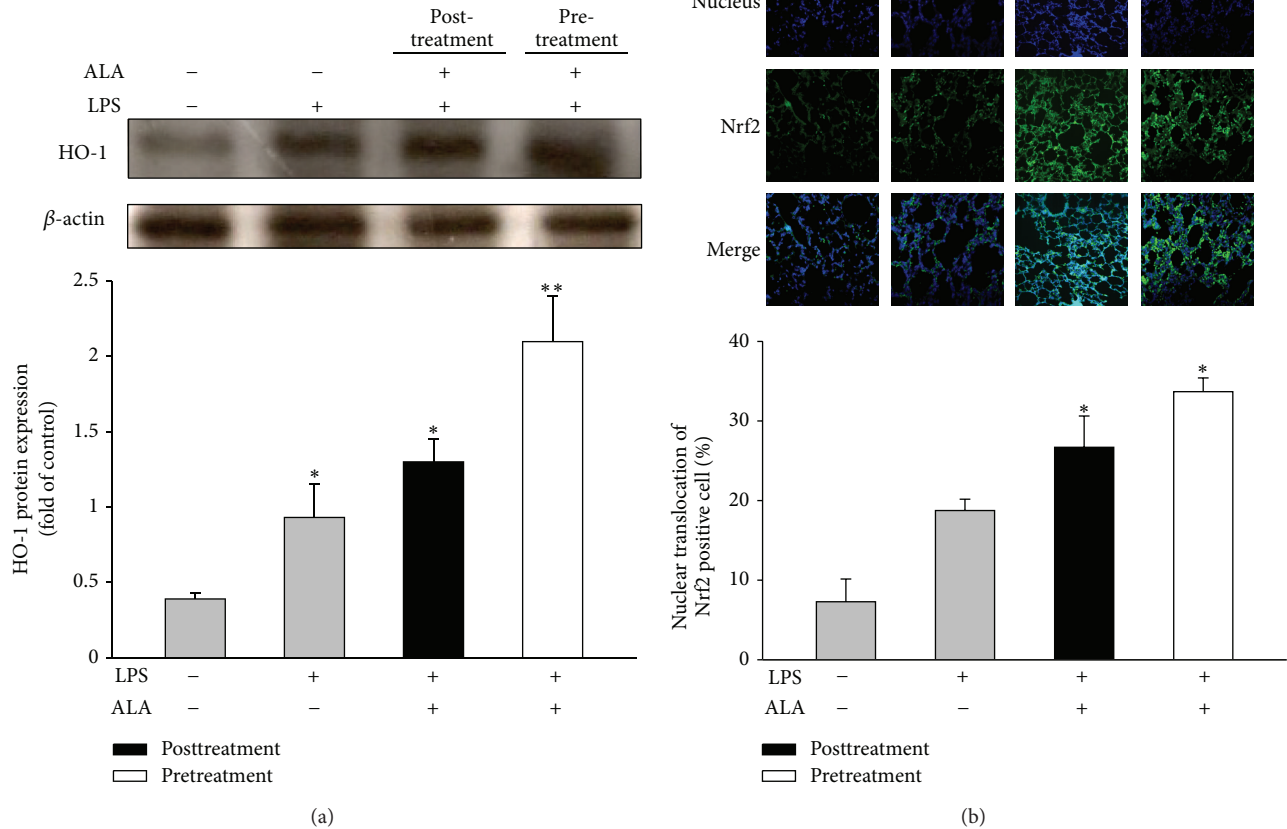 Post-
treatment
Pre-
treatment
ALA − − + +
LPS − + + +
HO-1
β-actin
2.5
2
1.5
1
0.5
0
HO-1 protein expression
(fold of control)
*
*
**
LPS − + + +
ALA − − + +
Posttreatment
Pretreatment
(a)
Nucleus
Nrf2
Merge
40
30
20
10
0
Nuclear translocation of
Nrf2 positive cell (%)
*
*
LPS − + + +
ALA − − + +
Posttreatment
Pretreatment
(b)